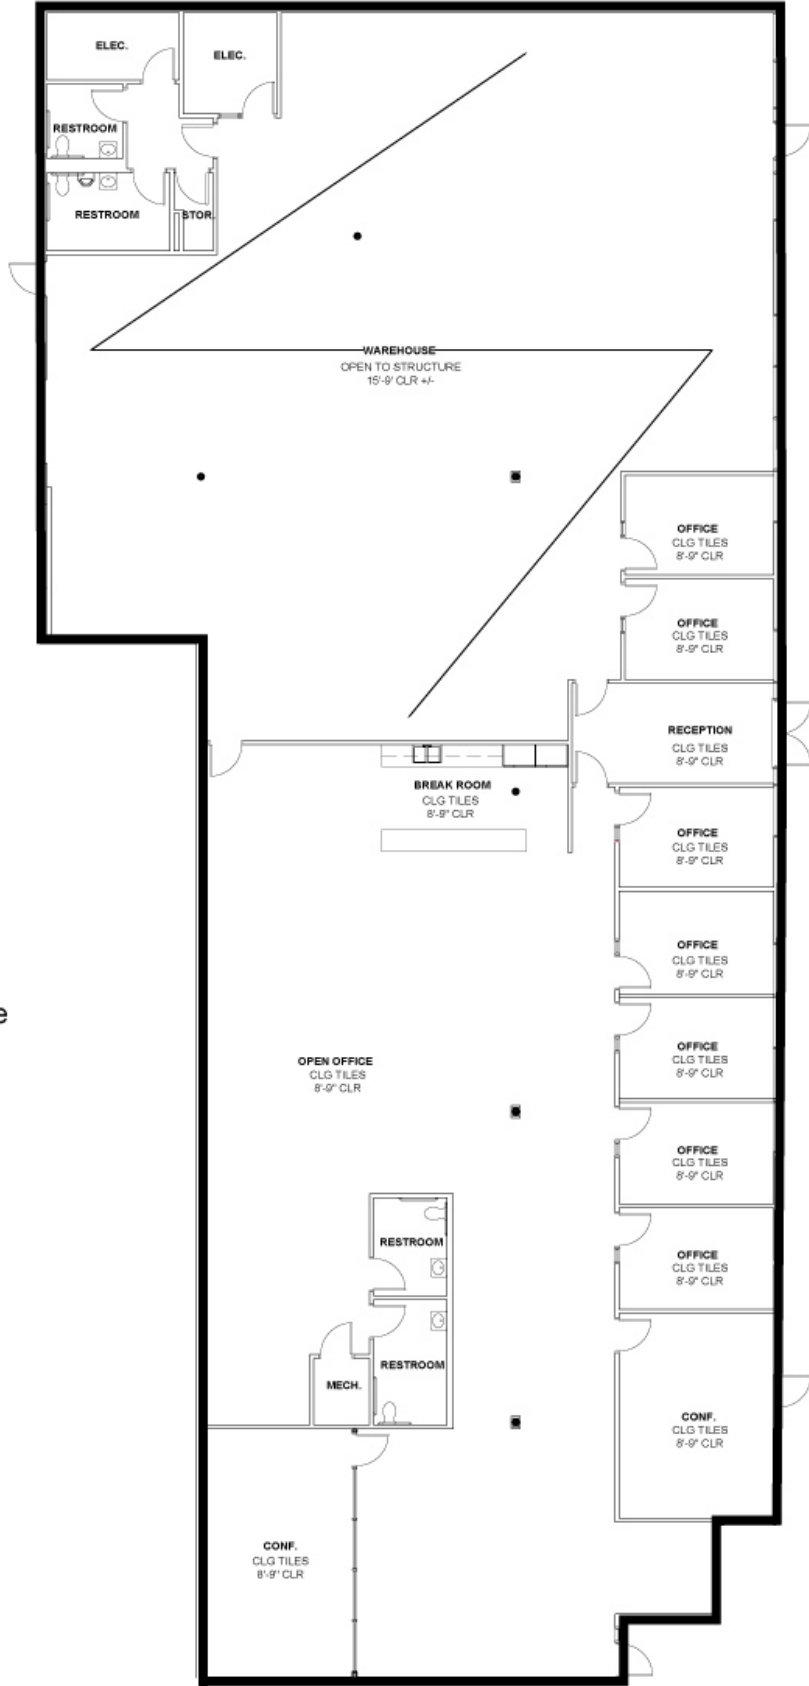 ELEC.
ELEC.
RESTROOM
RESTROOM
STOR.
WAREHOUSE
OPEN TO STRUCTURE
15'-9' CLR +/-
OFFICE
CLG TILES
8'-9" CLR
OFFICE
CLG TILES
8'-9" CLR
RECEPTION
CLG TILES
8'-9" CLR
BREAK ROOM
CLG TILES
8'-9" CLR
OFFICE
CLG TILES
8'-9" CLR
OFFICE
CLG TILES
8'-9" CLR
e
OPEN OFFICE
CLG TILES
8'-9" CLR
OFFICE
CLG TILES
8'-9" CLR
OFFICE
CLG TILES
8'-9" CLR
RESTROOM
OFFICE
CLG TILES
8'-9" CLR
RESTROOM
MECH.
CONF.
CLG TILES
8'-9" CLR
CONF.
CLG TILES
8'-9" CLR